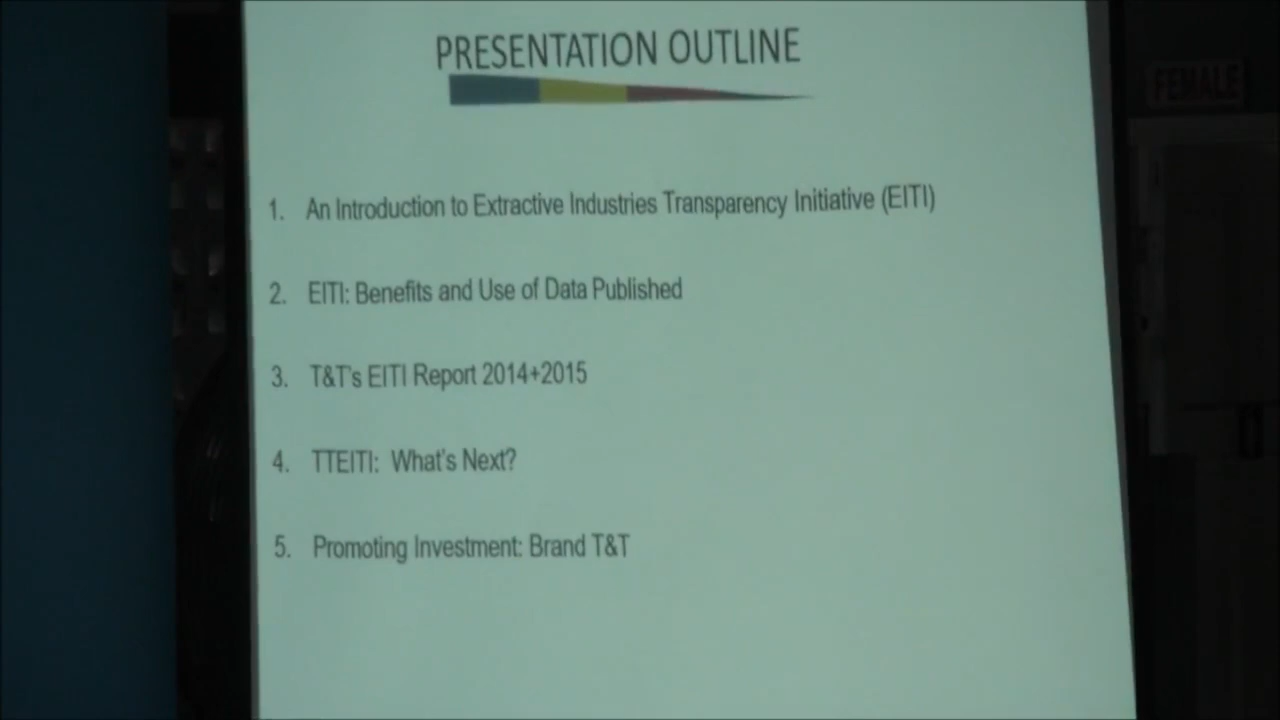 PRESENTATION OUTLINE
1. An Introduction to Extractive Industries Transparency Initiative (EITI)
2. EITI: Benefits and Use of Data Published
3. T&T's EITI Report 2014+2015
4. TTEITI: What's Next?
5. Promoting Investment: Brand T&T
FEMALE